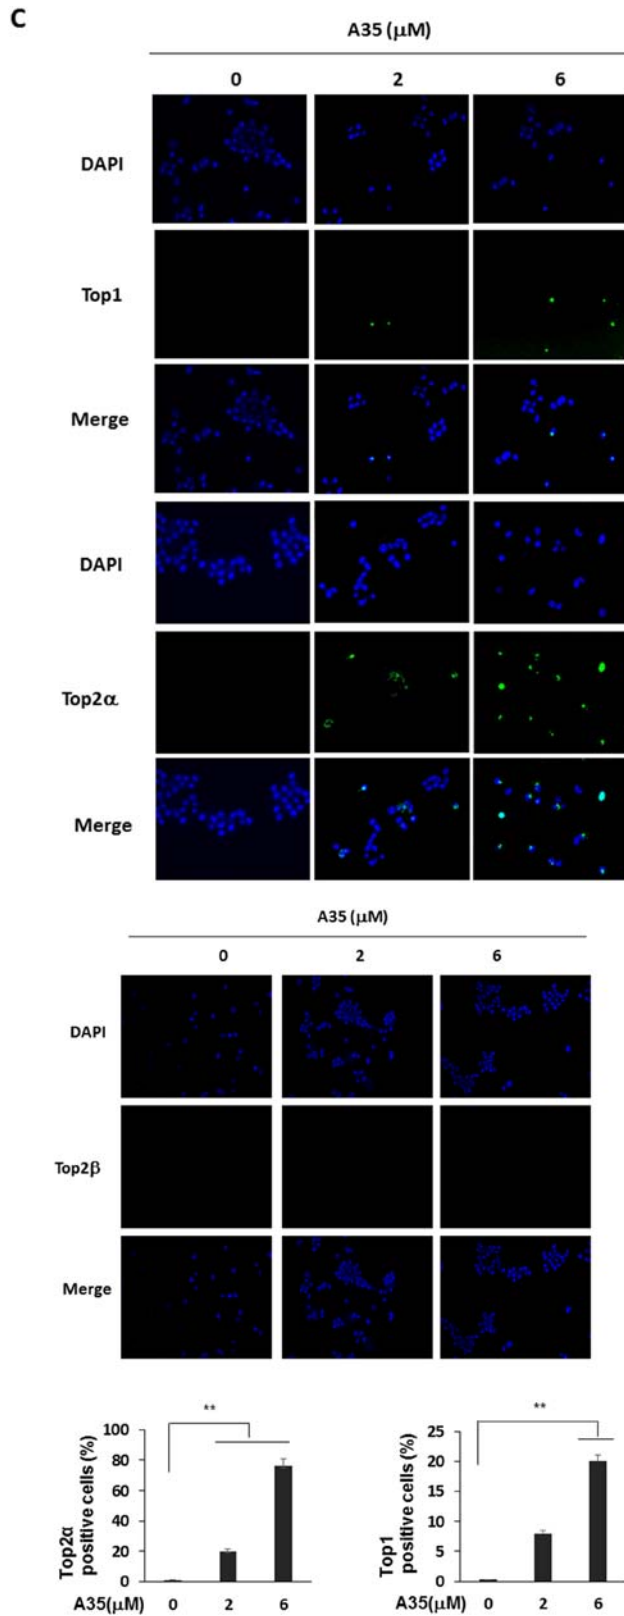 C
A35 (μM)
0 2 6
DAPI
Top1
Merge
DAPI
Top2α
Merge
A35 (μM)
0 2 6
DAPI
Top2β
Merge
**
Top2α
positive cells (%)
100
80
60
40
20
0
A35(μM) 0 2 6
**
Top1
positive cells (%)
25
20
15
10
5
0
A35(μM) 0 2 6